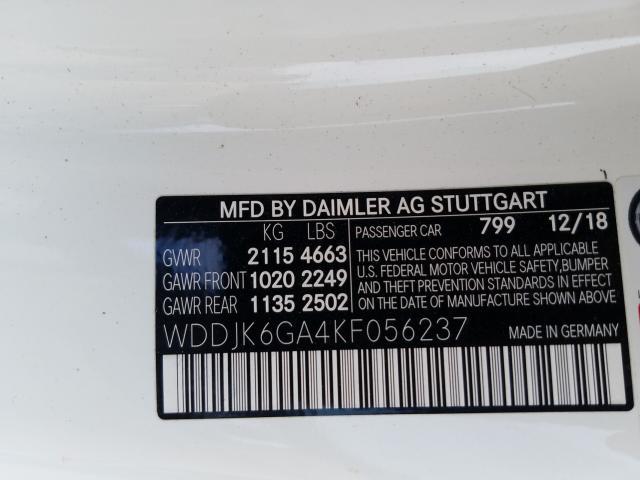 MFD BY DAIMLER AG STUTTGART
KG LBS PASSENGER CAR 799 12/18
GVWR 2115 4663
GAWR FRONT 1020 2249
GAWR REAR 1135 2502
THIS VEHICLE CONFORMS TO ALL APPLICABLE
U.S. FEDERAL MOTOR VEHICLE SAFETY, BUMPER
AND THEFT PREVENTION STANDARDS IN EFFECT
ON THE DATE OF MANUFACTURE SHOWN ABOVE.
WDDJK6GA4KF056237 MADE IN GERMANY